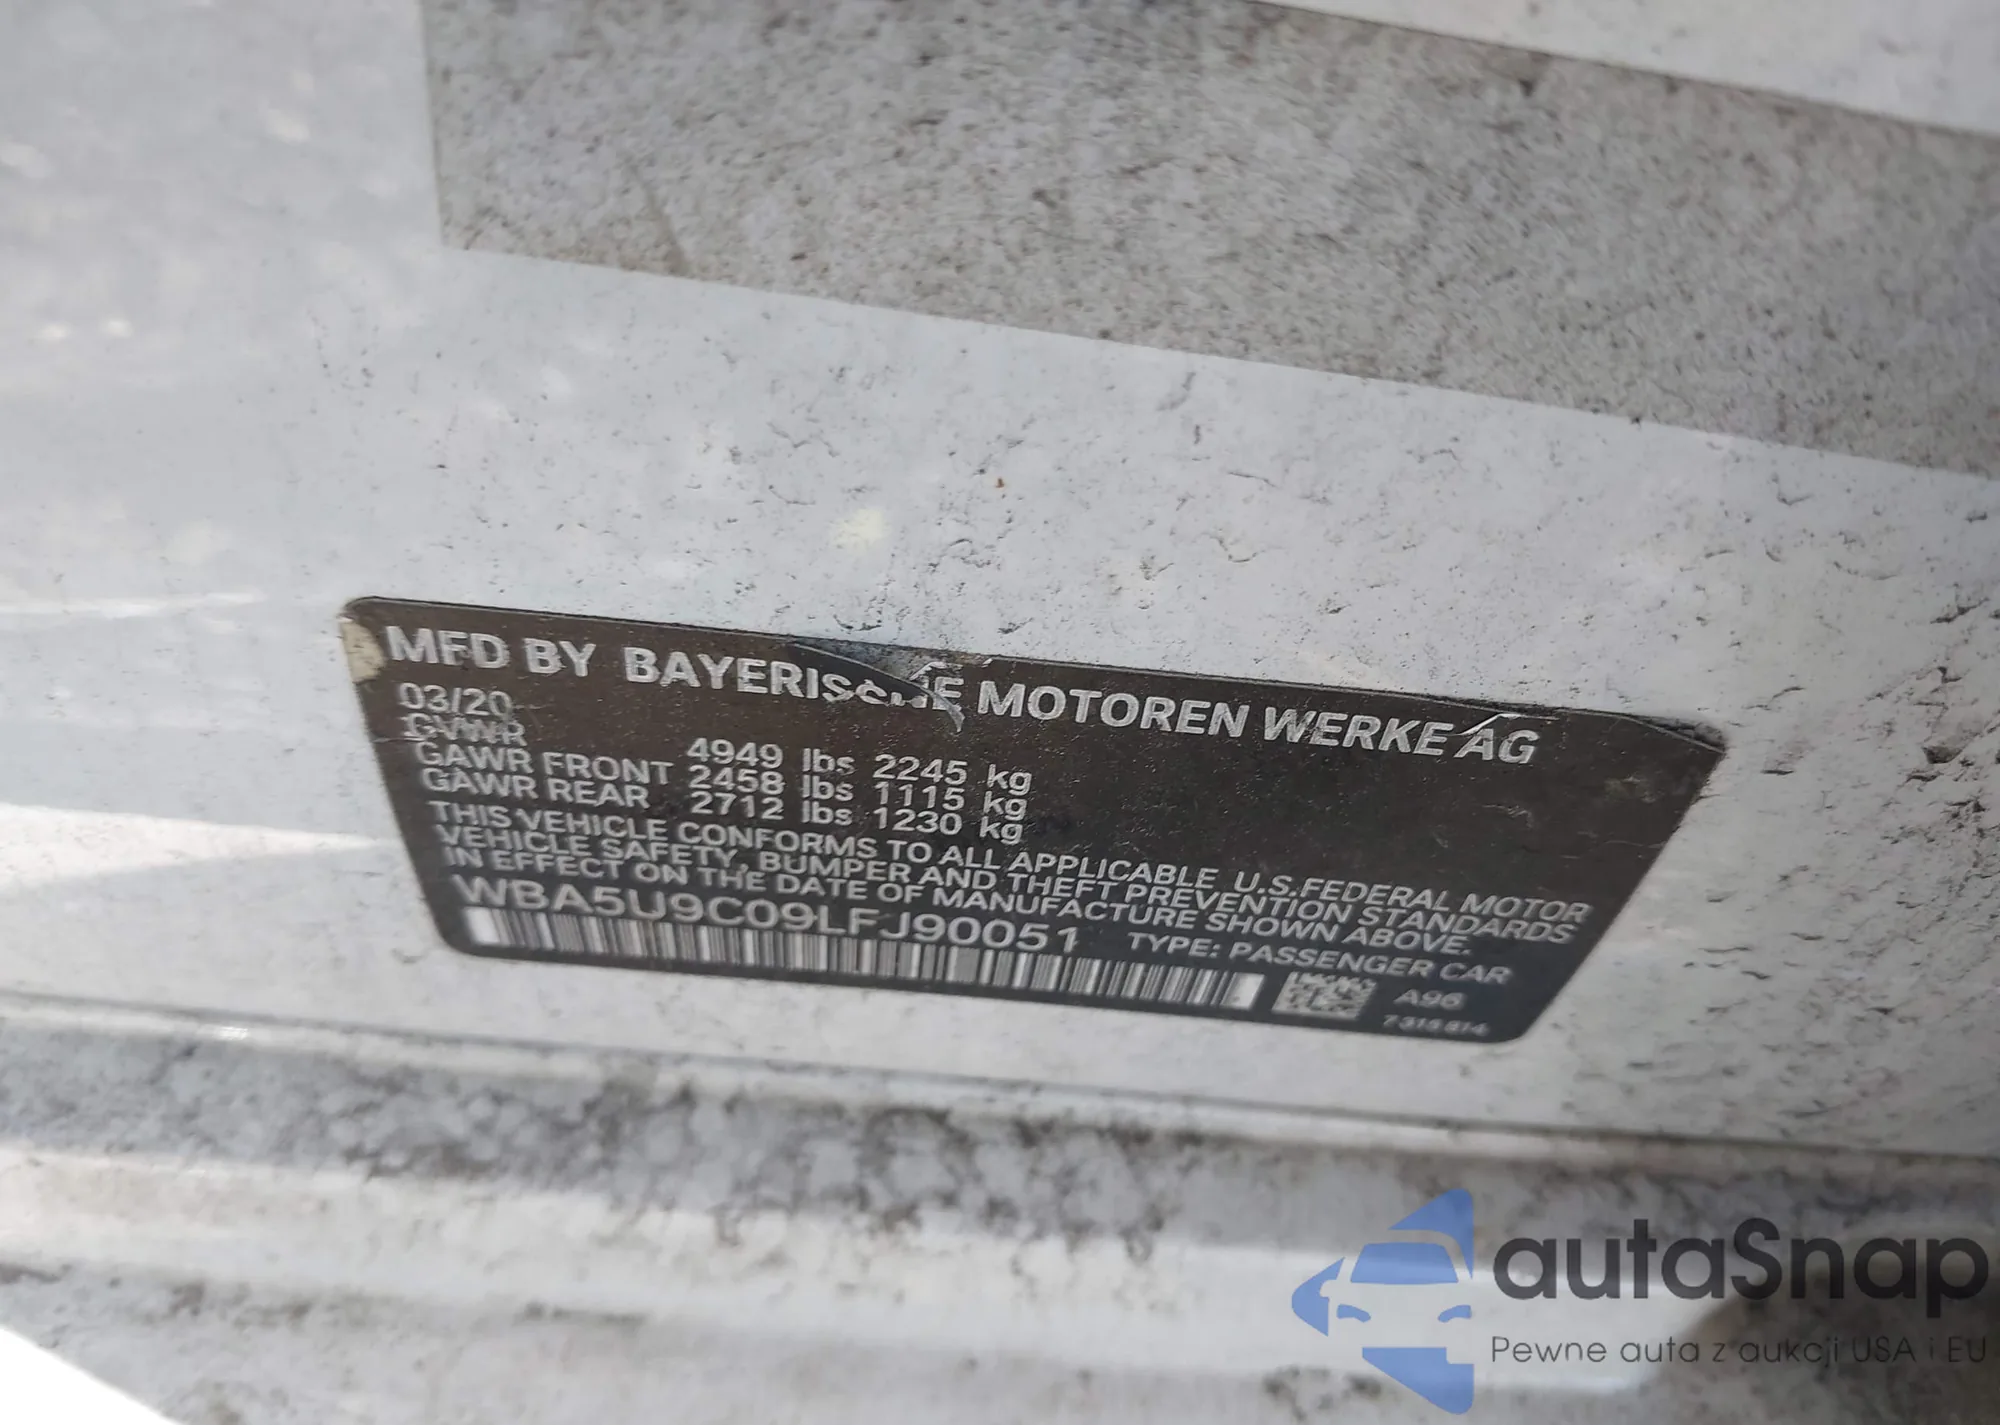 MFD BY BAYERISCHE MOTOREN WERKE AG
03/20
GVWR 4949 lbs 2245 kg
GAWR FRONT 2458 lbs 1115 kg
GAWR REAR 2712 lbs 1230 kg
THIS VEHICLE CONFORMS TO ALL APPLICABLE U.S.FEDERAL MOTOR
VEHICLE SAFETY, BUMPER AND THEFT PREVENTION STANDARDS
IN EFFECT ON THE DATE OF MANUFACTURE SHOWN ABOVE.
WBA5U9C09LFJ90051 TYPE: PASSENGER CAR
A96
7 315 814
autaSnap
Pewne auta z aukcji USA i EU